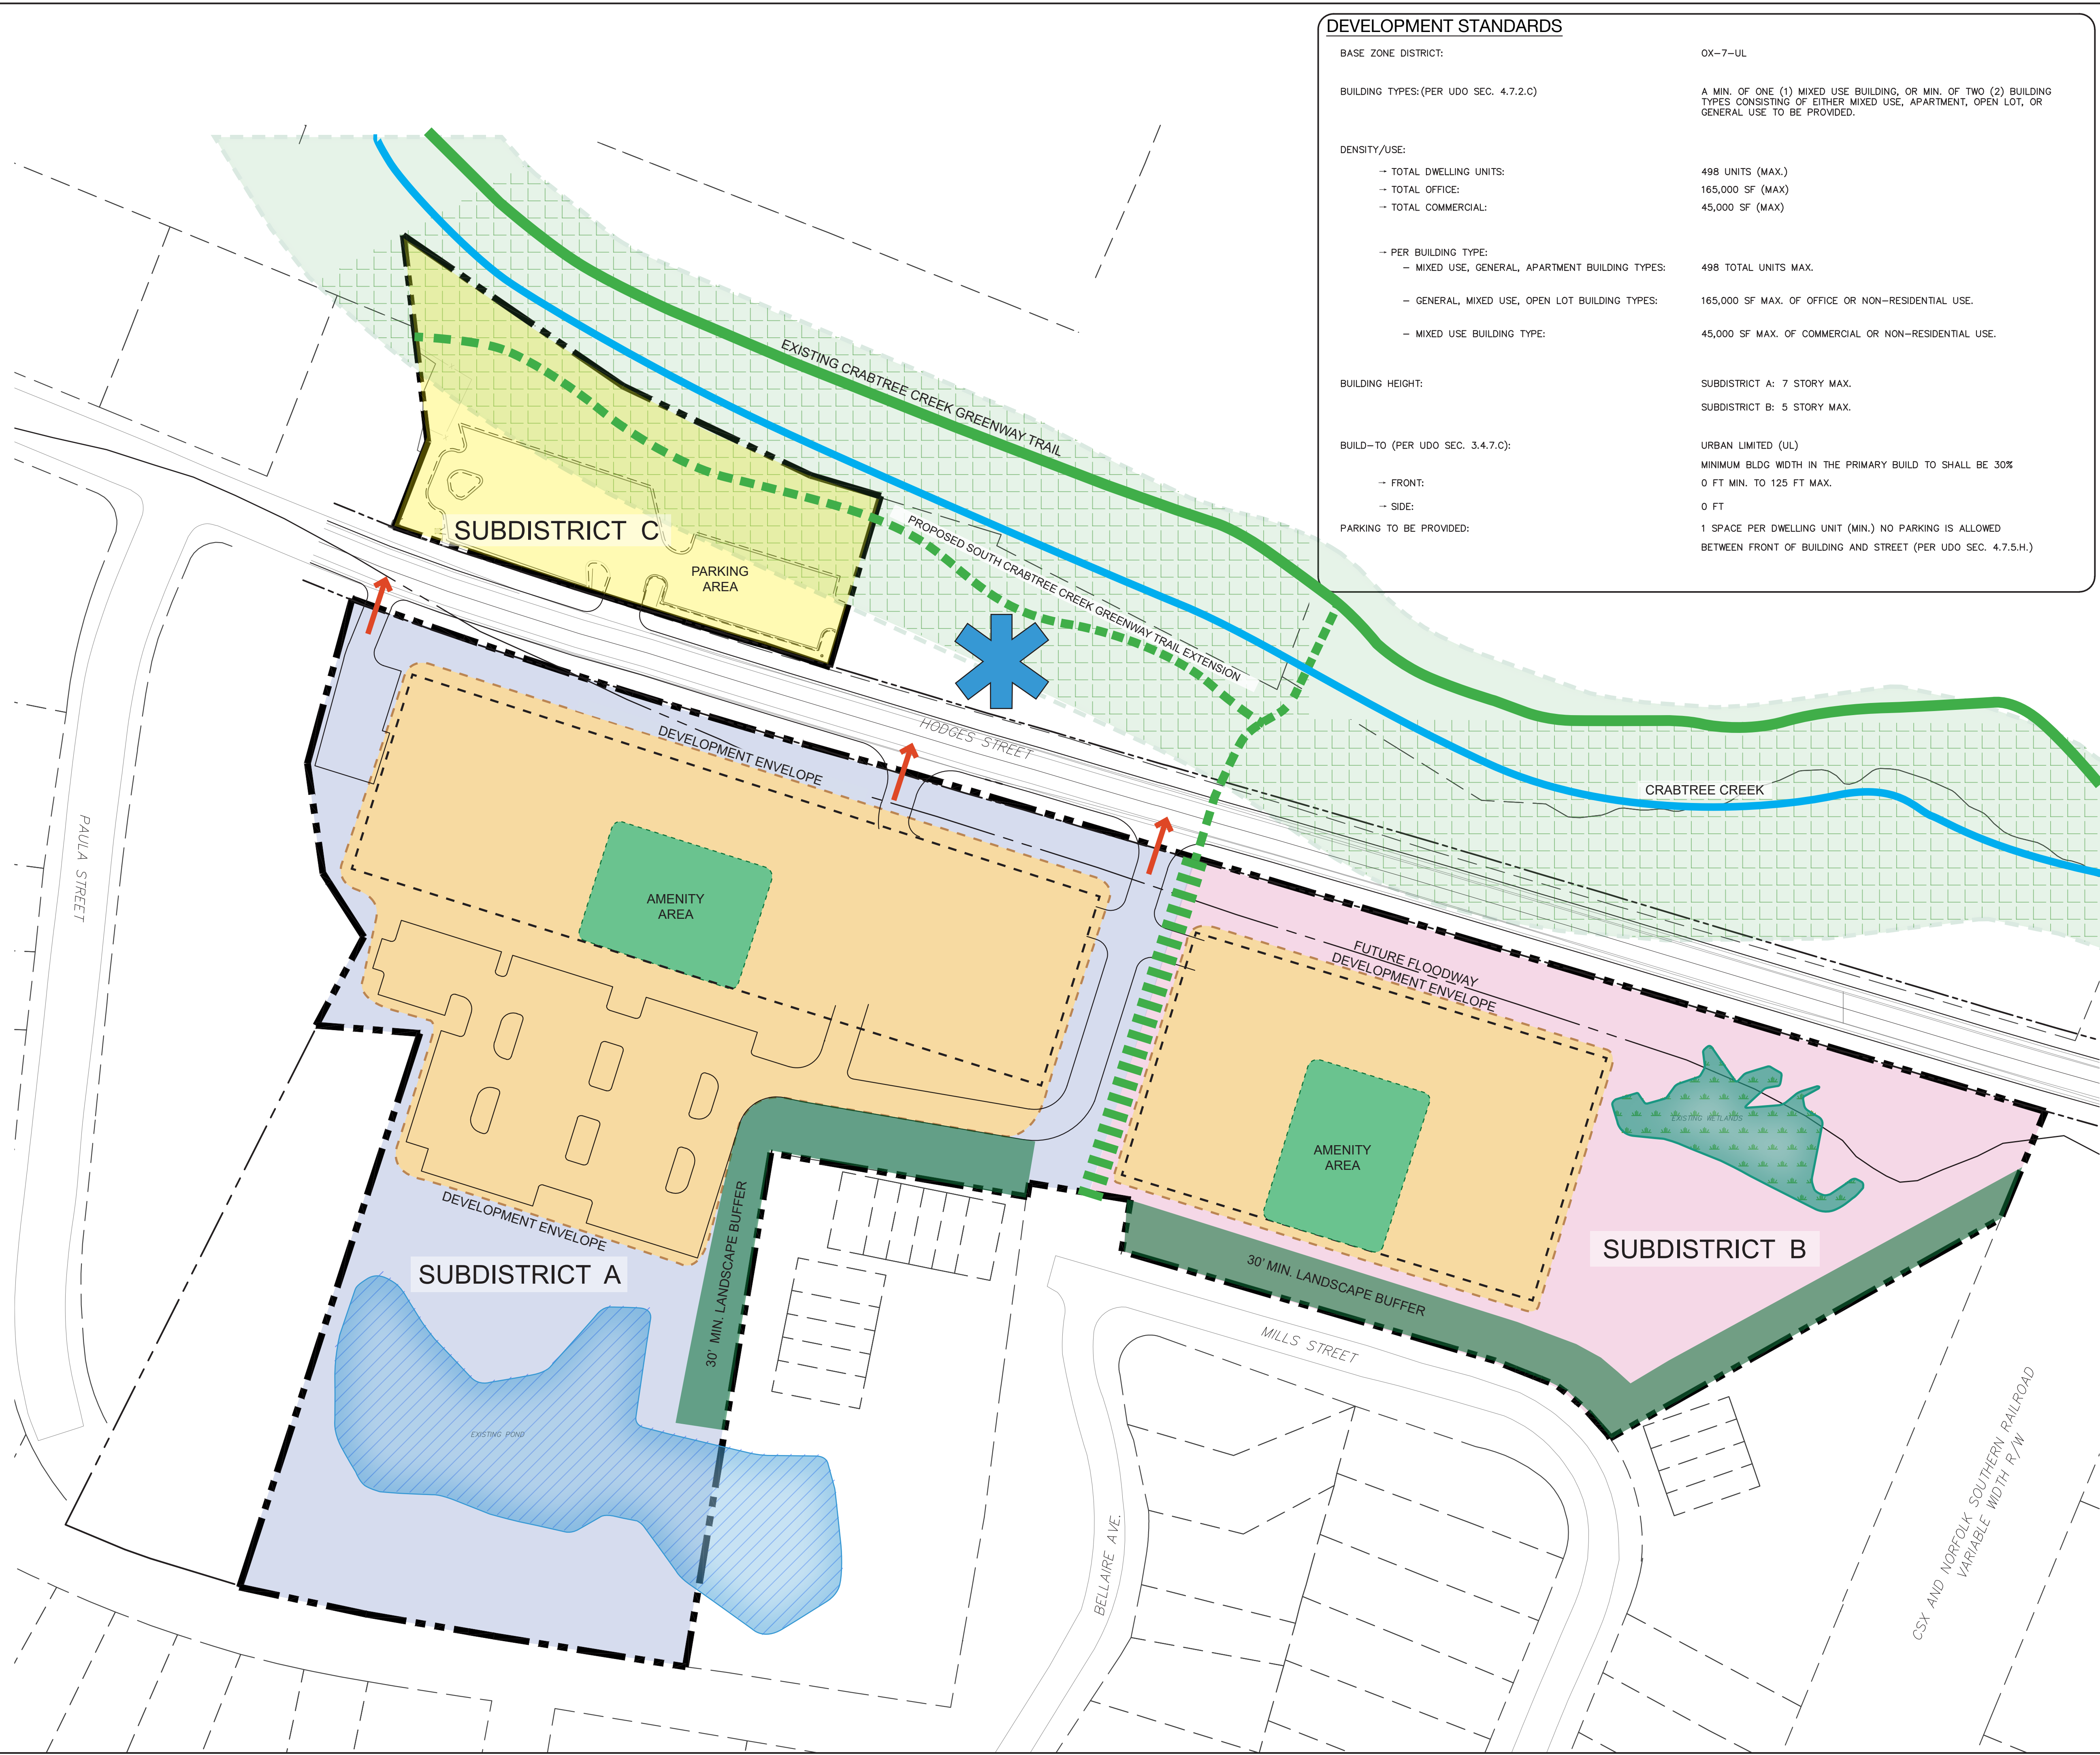 DEVELOPMENT STANDARDS
BASE ZONE DISTRICT: OX-7-UL
BUILDING TYPES:(PER UDO SEC. 4.7.2.C) A MIN. OF ONE (1) MIXED USE BUILDING, OR MIN. OF TWO (2) BUILDING
TYPES CONSISTING OF EITHER MIXED USE, APARTMENT, OPEN LOT, OR
GENERAL USE TO BE PROVIDED.
DENSITY/USE:
→ TOTAL DWELLING UNITS: 498 UNITS (MAX.)
→ TOTAL OFFICE: 165,000 SF (MAX)
→ TOTAL COMMERCIAL: 45,000 SF (MAX)
→ PER BUILDING TYPE:
- MIXED USE, GENERAL, APARTMENT BUILDING TYPES: 498 TOTAL UNITS MAX.
- GENERAL, MIXED USE, OPEN LOT BUILDING TYPES: 165,000 SF MAX. OF OFFICE OR NON-RESIDENTIAL USE.
- MIXED USE BUILDING TYPE: 45,000 SF MAX. OF COMMERCIAL OR NON-RESIDENTIAL USE.
BUILDING HEIGHT: SUBDISTRICT A: 7 STORY MAX.
SUBDISTRICT B: 5 STORY MAX.
BUILD-TO (PER UDO SEC. 3.4.7.C): URBAN LIMITED (UL)
MINIMUM BLDG WIDTH IN THE PRIMARY BUILD TO SHALL BE 30%
→ FRONT: 0 FT MIN. TO 125 FT MAX.
→ SIDE: 0 FT
PARKING TO BE PROVIDED: 1 SPACE PER DWELLING UNIT (MIN.) NO PARKING IS ALLOWED
BETWEEN FRONT OF BUILDING AND STREET (PER UDO SEC. 4.7.5.H.)
EXISTING CRABTREE CREEK GREENWAY TRAIL
SUBDISTRICT C
PARKING
AREA
PROPOSED SOUTH CRABTREE CREEK GREENWAY TRAIL EXTENSION
HODGES STREET
DEVELOPMENT ENVELOPE
CRABTREE CREEK
PAULA STREET
AMENITY
AREA
FUTURE FLOODWAY
DEVELOPMENT ENVELOPE
EXISTING WETLANDS
AMENITY
AREA
DEVELOPMENT ENVELOPE
SUBDISTRICT A
30' MIN. LANDSCAPE BUFFER
SUBDISTRICT B
30' MIN. LANDSCAPE BUFFER
MILLS STREET
EXISTING POND
BELLAIRE AVE.
CSX AND NORFOLK SOUTHERN RAILROAD
VARIABLE WIDTH R/W